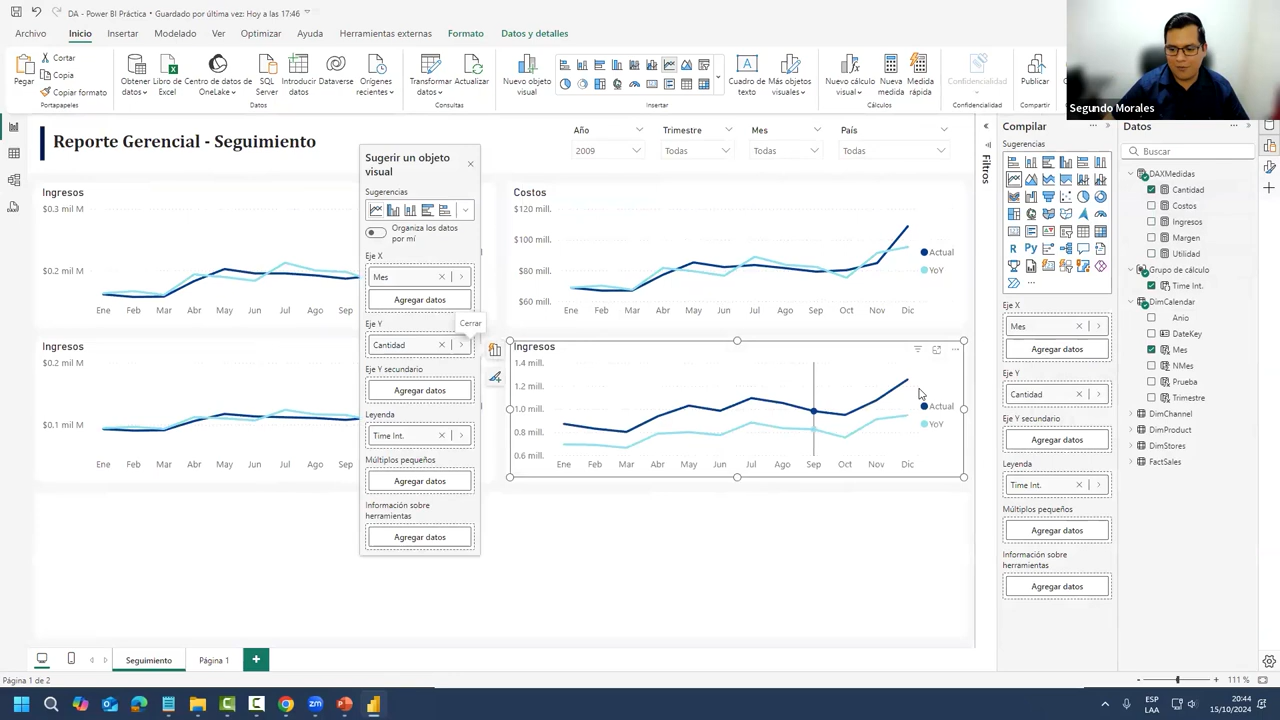 DA - Power BI Práctica • Guardado por última vez: Hoy a las 17:46
Archivo
Inicio
Insertar
Modelado
Ver
Optimizar
Ayuda
Herramientas externas
Formato
Datos y detalles
Pegar
Cortar
Copia
Copiar formato
Portapapeles
Obtener datos
Libro de Excel
Centro de datos de OneLake
SQL Server
Introducir datos
Dataverse
Orígenes recientes
Datos
Transformar datos
Actualizar
Consultas
Nuevo objeto visual
Cuadro de texto
Más objetos visuales
Insertar
Nuevo cálculo visual
Nueva medida
Medida rápida
Cálculos
Confidencialidad
Confidencialidad
Publicar
Compartir
Segundo Morales
Reporte Gerencial - Seguimiento
Año
2009
Trimestre
Todas
Mes
Todas
País
Todas
Ingresos
$0.3 mil M
$0.2 mil M
Ene Feb Mar Abr May Jun Jul Ago Sep
Ingresos
$0.2 mil M
$0.1 mil M
Ene Feb Mar Abr May Jun Jul Ago Sep
Sugerir un objeto visual
Sugerencias
Organiza los datos por mí
Eje X
Mes
Agregar datos
Eje Y
Cerrar
Cantidad
Eje Y secundario
Agregar datos
Leyenda
Time Int.
Múltiplos pequeños
Agregar datos
Información sobre herramientas
Agregar datos
Costos
$120 mill.
$100 mill.
$80 mill.
$60 mill.
Ene Feb Mar Abr May Jun Jul Ago Sep Oct Nov Dic
Actual
YoY
Ingresos
1.4 mill.
1.2 mill.
1.0 mill.
0.8 mill.
0.6 mill.
Ene Feb Mar Abr May Jun Jul Ago Sep Oct Nov Dic
Actual
YoY
Filtros
Compilar
Sugerencias
R Py
Eje X
Mes
Agregar datos
Eje Y
Cantidad
Eje Y secundario
Agregar datos
Leyenda
Time Int.
Múltiplos pequeños
Agregar datos
Información sobre herramientas
Agregar datos
Datos
Buscar
DAXMedidas
Cantidad
Costos
Ingresos
Margen
Utilidad
Grupo de cálculo
Time Int.
DimCalendar
Anio
DateKey
Mes
NMes
Prueba
Trimestre
DimChannel
DimProduct
DimStores
FactSales
Seguimiento
Página 1
Página 1 de 2
111 %
ESP
LAA
20:44
15/10/2024